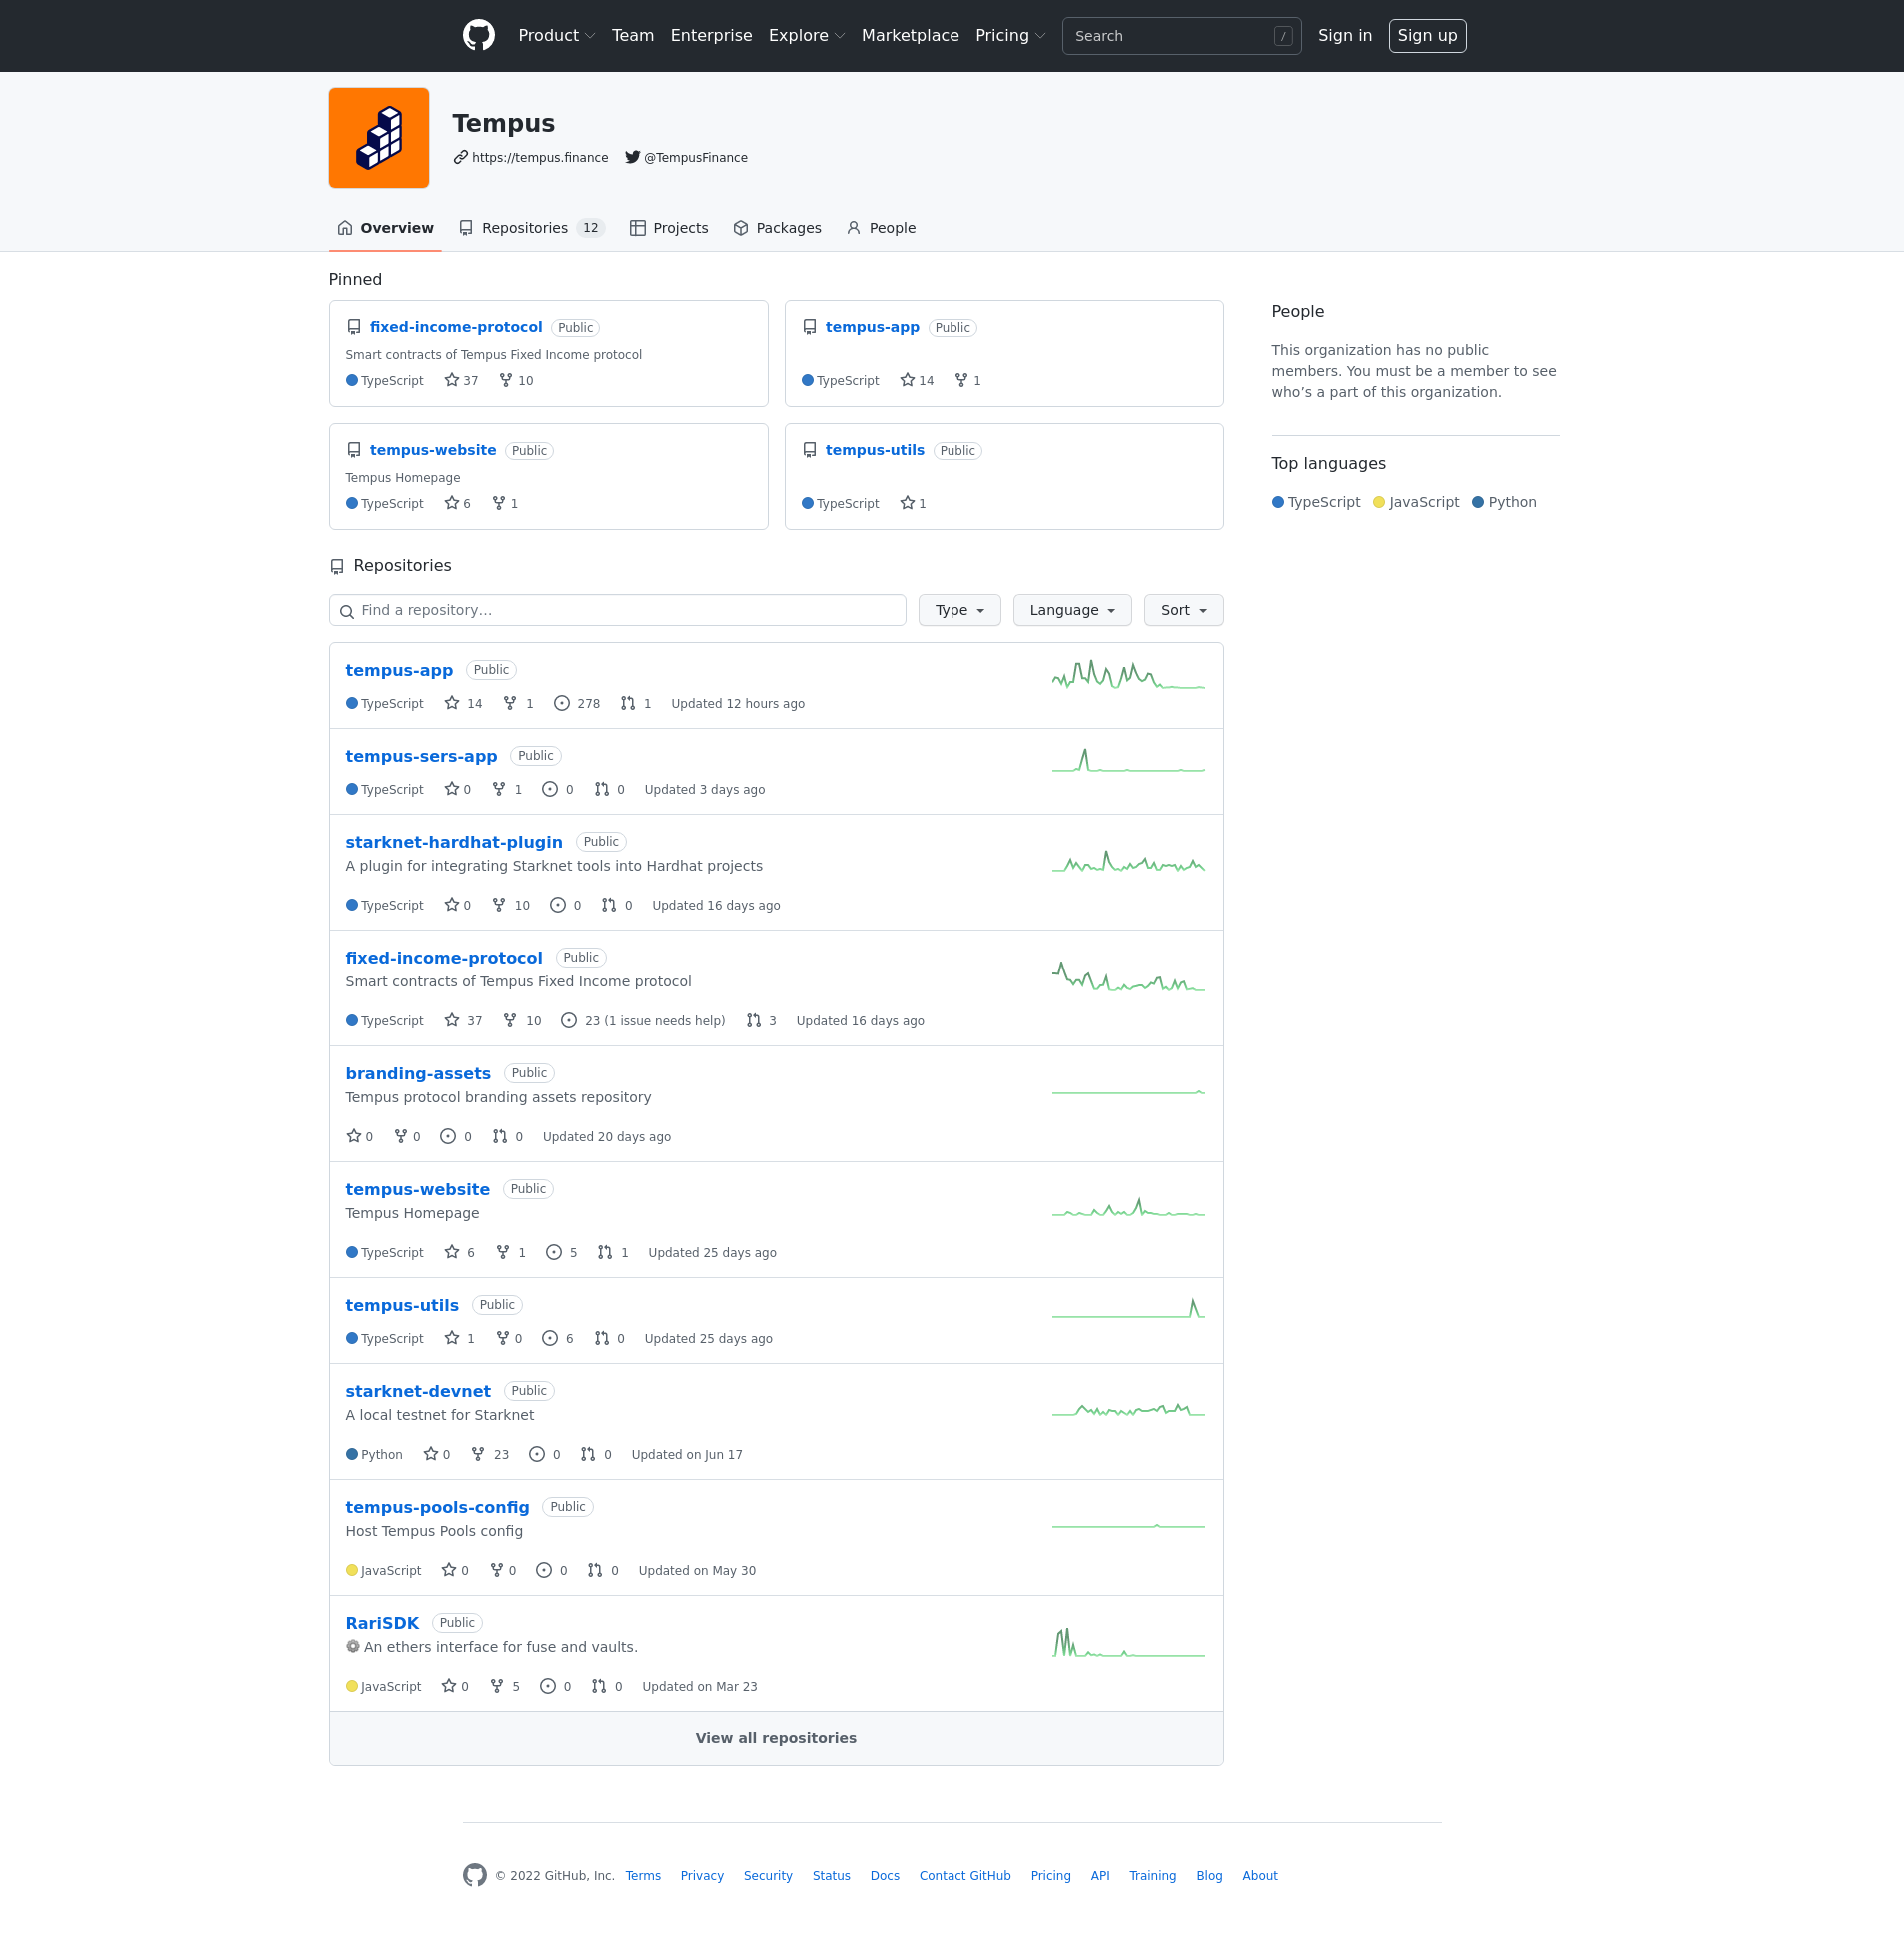 Product Team Enterprise Explore Marketplace Pricing Search / Sign in Sign up
Tempus
https://tempus.finance @TempusFinance
Overview Repositories 12 Projects Packages People
Pinned
fixed-income-protocol Public
Smart contracts of Tempus Fixed Income protocol
TypeScript 37 10
tempus-app Public
TypeScript 14 1
tempus-website Public
Tempus Homepage
TypeScript 6 1
tempus-utils Public
TypeScript 1
People
This organization has no public
members. You must be a member to see
who’s a part of this organization.
Top languages
TypeScript JavaScript Python
Repositories
Find a repository… Type Language Sort
tempus-app Public
TypeScript 14 1 278 1 Updated 12 hours ago
tempus-sers-app Public
TypeScript 0 1 0 0 Updated 3 days ago
starknet-hardhat-plugin Public
A plugin for integrating Starknet tools into Hardhat projects
TypeScript 0 10 0 0 Updated 16 days ago
fixed-income-protocol Public
Smart contracts of Tempus Fixed Income protocol
TypeScript 37 10 23 (1 issue needs help) 3 Updated 16 days ago
branding-assets Public
Tempus protocol branding assets repository
0 0 0 0 Updated 20 days ago
tempus-website Public
Tempus Homepage
TypeScript 6 1 5 1 Updated 25 days ago
tempus-utils Public
TypeScript 1 0 6 0 Updated 25 days ago
starknet-devnet Public
A local testnet for Starknet
Python 0 23 0 0 Updated on Jun 17
tempus-pools-config Public
Host Tempus Pools config
JavaScript 0 0 0 0 Updated on May 30
RariSDK Public
An ethers interface for fuse and vaults.
JavaScript 0 5 0 0 Updated on Mar 23
View all repositories
© 2022 GitHub, Inc. Terms Privacy Security Status Docs Contact GitHub Pricing API Training Blog About